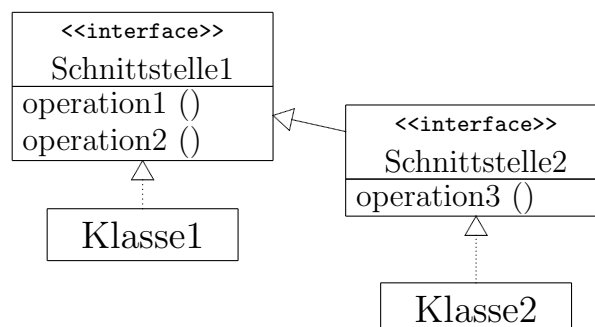 <<interface>>
Schnittstelle1
operation1 ()
operation2 ()
<<interface>>
Schnittstelle2
operation3 ()
Klasse1
Klasse2